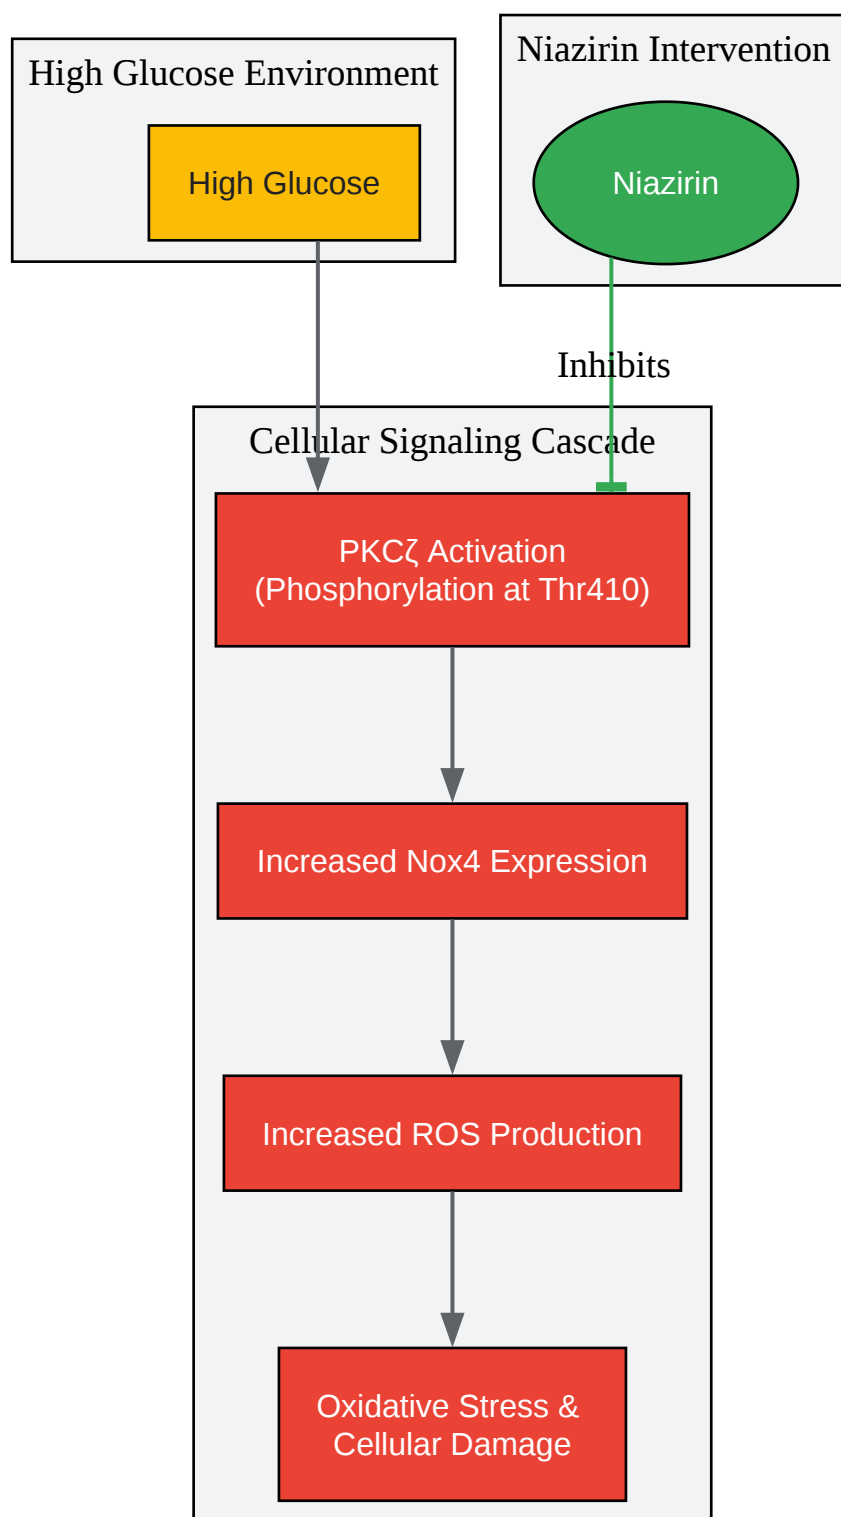 High Glucose Environment
High Glucose
Niazirin Intervention
Niazirin
Inhibits
Cellular Signaling Cascade
PKCζ Activation
(Phosphorylation at Thr410)
Increased Nox4 Expression
Increased ROS Production
Oxidative Stress &
Cellular Damage